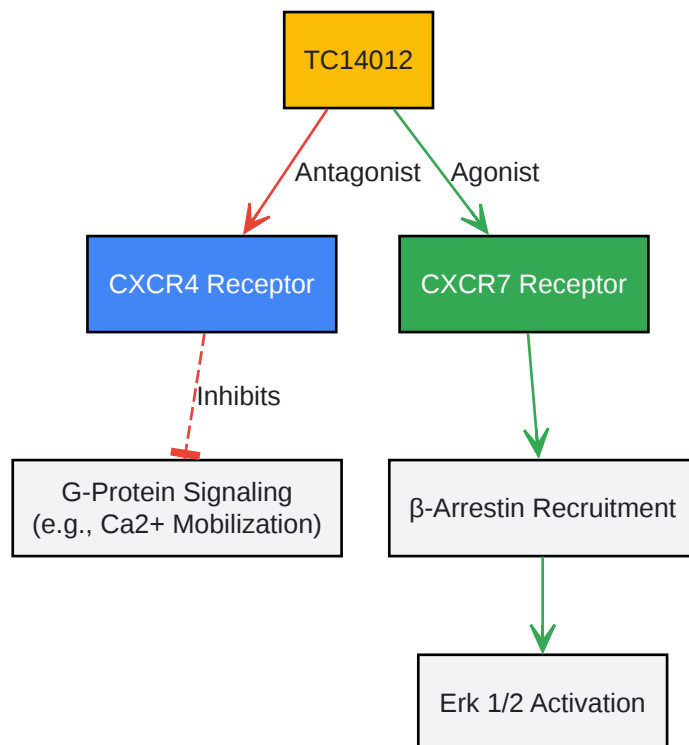 TC14012
Antagonist
Agonist
CXCR4 Receptor
CXCR7 Receptor
Inhibits
G-Protein Signaling
(e.g., Ca2+ Mobilization)
β-Arrestin Recruitment
Erk 1/2 Activation